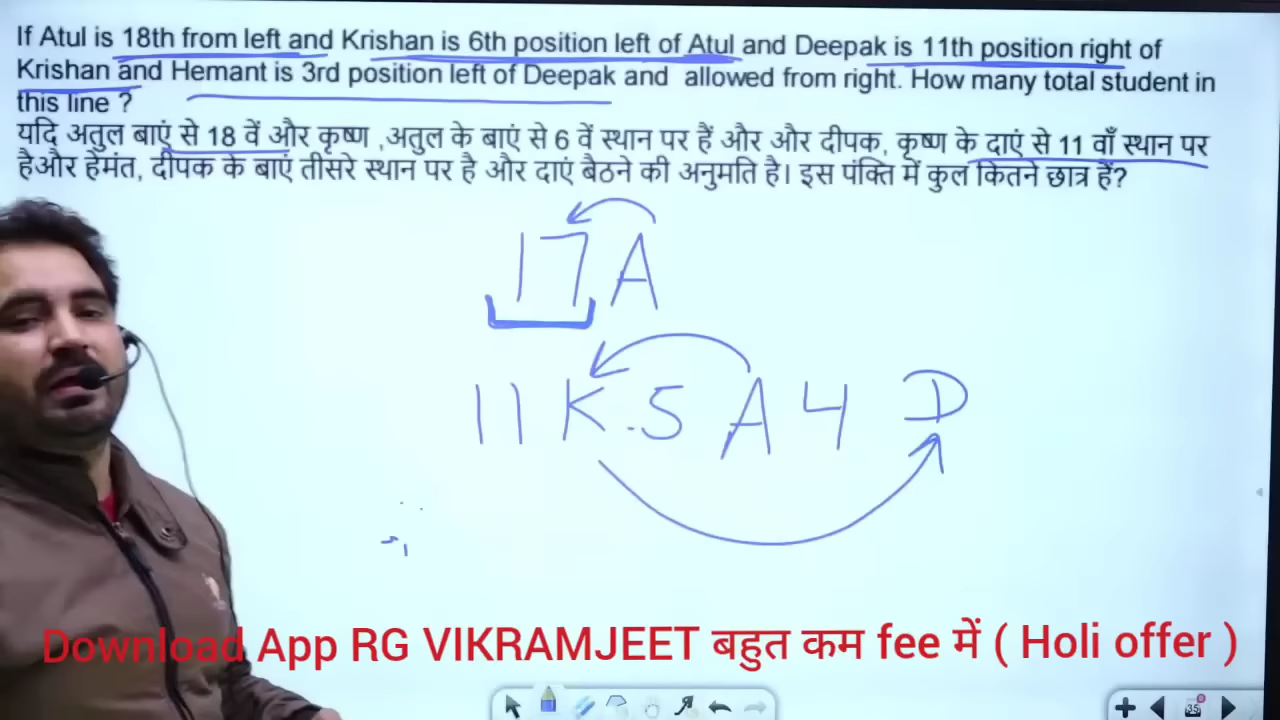 If Atul is 18th from left and Krishan is 6th position left of Atul and Deepak is 11th position right of
Krishan and Hemant is 3rd position left of Deepak and allowed from right. How many total student in
this line ?
यदि अतुल बाएं से 18 वें और कृष्ण ,अतुल के बाएं से 6 वें स्थान पर हैं और और दीपक, कृष्ण के दाएं से 11 वाँ स्थान पर
हैऔर हेमंत, दीपक के बाएं तीसरे स्थान पर है और दाएं बैठने की अनुमति है। इस पंक्ति में कुल कितने छात्र हैं?
17 A
11 K.5 A 4 D
Download App RG VIKRAMJEET बहुत कम fee में ( Holi offer )
35